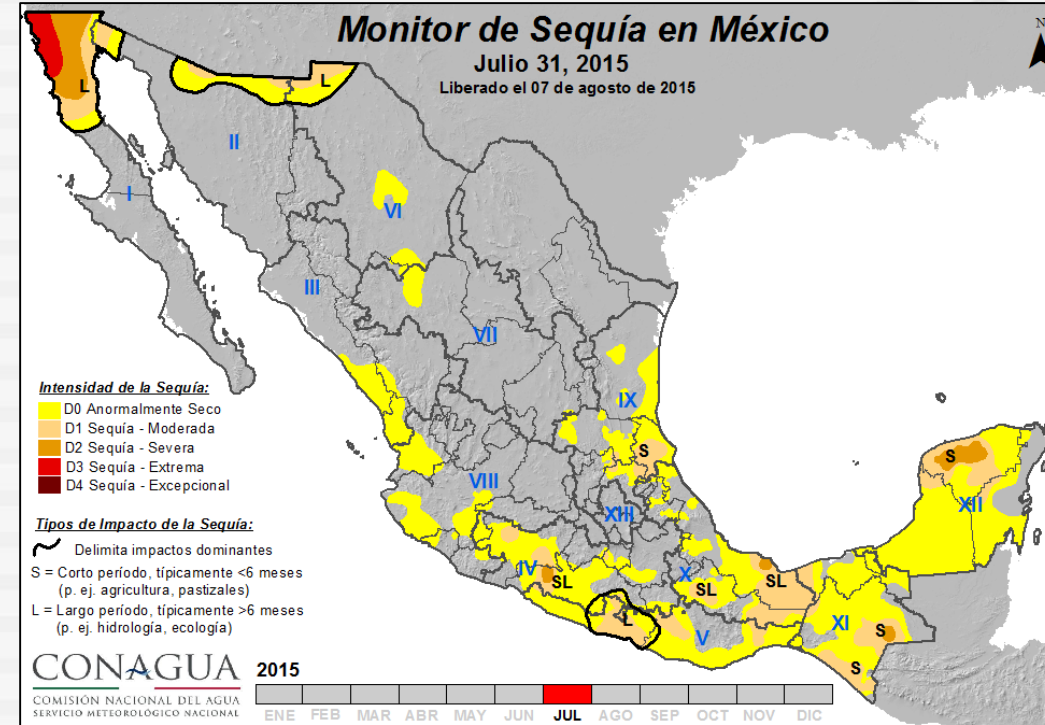 Monitor de Sequía en México
Julio 31, 2015
Liberado el 07 de agosto de 2015
N
L
L
II
I
VI
III
VII
IX
S
VIII
XIII
S
XII
IV
SL
X
SL
SL
L
V
XI
S
S
Intensidad de la Sequía:
D0 Anormalmente Seco
D1 Sequía - Moderada
D2 Sequía - Severa
D3 Sequía - Extrema
D4 Sequía - Excepcional
Tipos de Impacto de la Sequía:
Delimita impactos dominantes
S = Corto período, típicamente <6 meses
(p. ej. agricultura, pastizales)
L = Largo período, típicamente >6 meses
(p. ej. hidrología, ecología)
CONAGUA
COMISIÓN NACIONAL DEL AGUA
SERVICIO METEOROLÓGICO NACIONAL
2015
ENE FEB MAR ABR MAY JUN JUL AGO SEP OCT NOV DIC